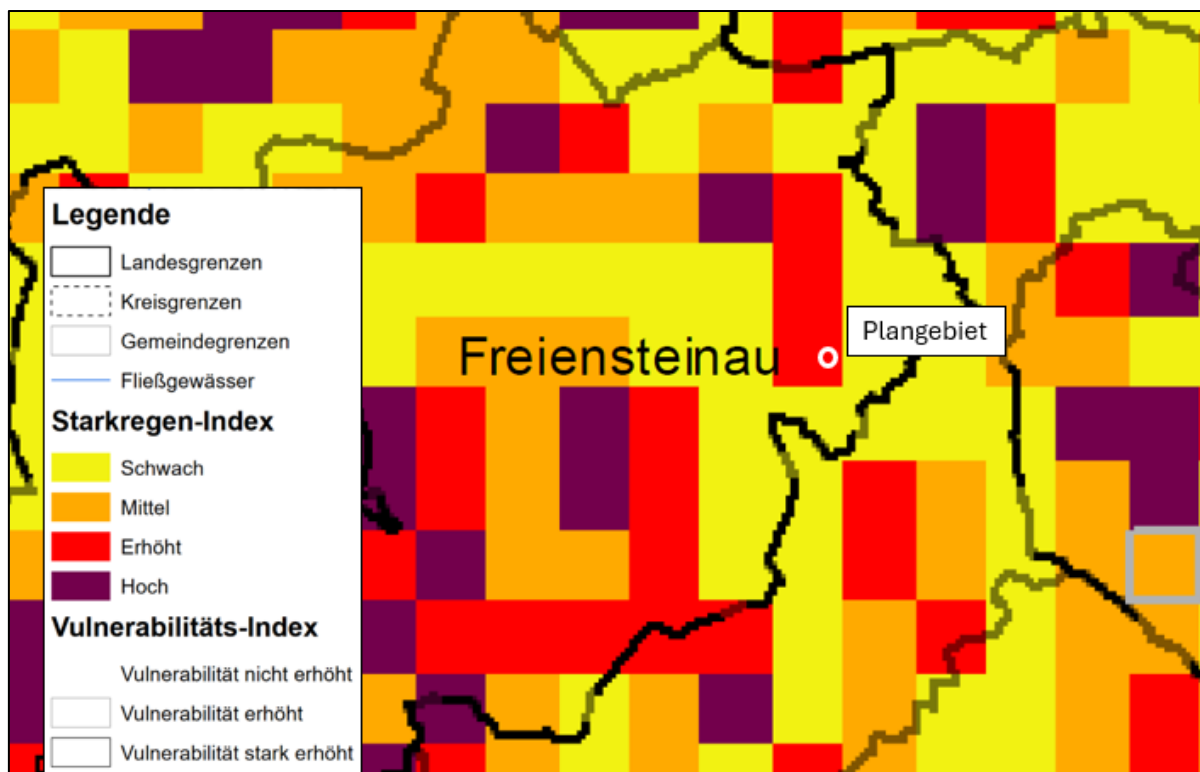 Legende
Landesgrenzen
Kreisgrenzen
Gemeindegrenzen
Fließgewässer
Starkregen-Index
Schwach
Mittel
Erhöht
Hoch
Vulnerabilitäts-Index
Vulnerabilität nicht erhöht
Vulnerabilität erhöht
Vulnerabilität stark erhöht
Freiensteinau
Plangebiet